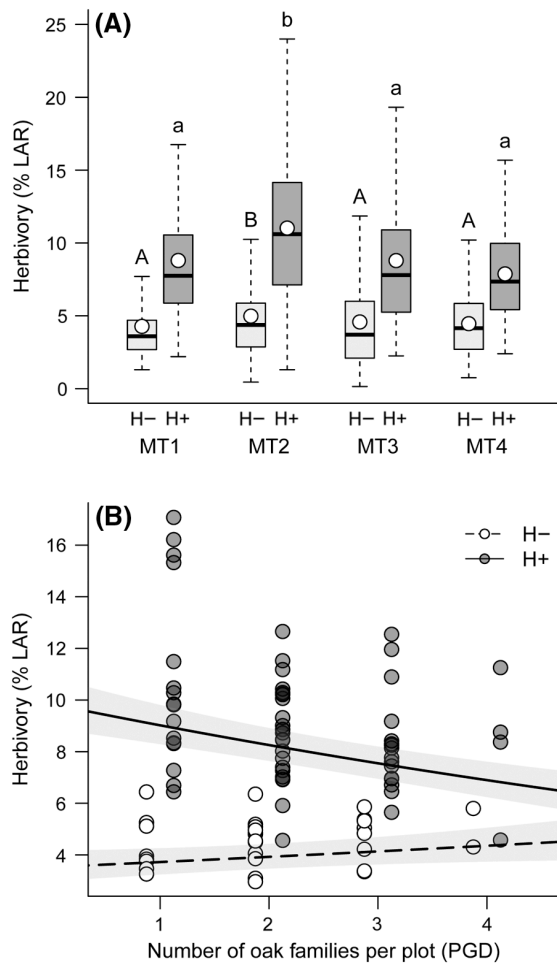 (A)
Herbivory (% LAR)
25
20
15
10
5
0
A a B b A a A a
H− H+ H− H+ H− H+ H− H+
MT1 MT2 MT3 MT4
(B)
H−
H+
Herbivory (% LAR)
16
14
12
10
8
6
4
1 2 3 4
Number of oak families per plot (PGD)